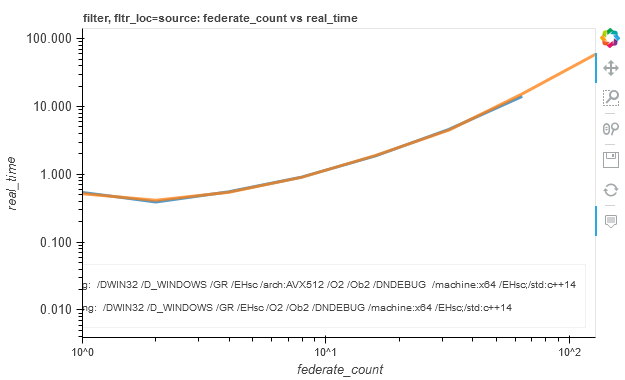 filter, fltr_loc=source: federate_count vs real_time
100.000
10.000
1.000
0.100
0.010
real_time
g: /DWIN32 /D_WINDOWS /GR /EHsc /arch:AVX512 /O2 /Ob2 /DNDEBUG /machine:x64 /EHsc;/std:c++14
ng: /DWIN32 /D_WINDOWS /GR /EHsc /O2 /Ob2 /DNDEBUG /machine:x64 /EHsc;/std:c++14
10^0
10^1
10^2
federate_count